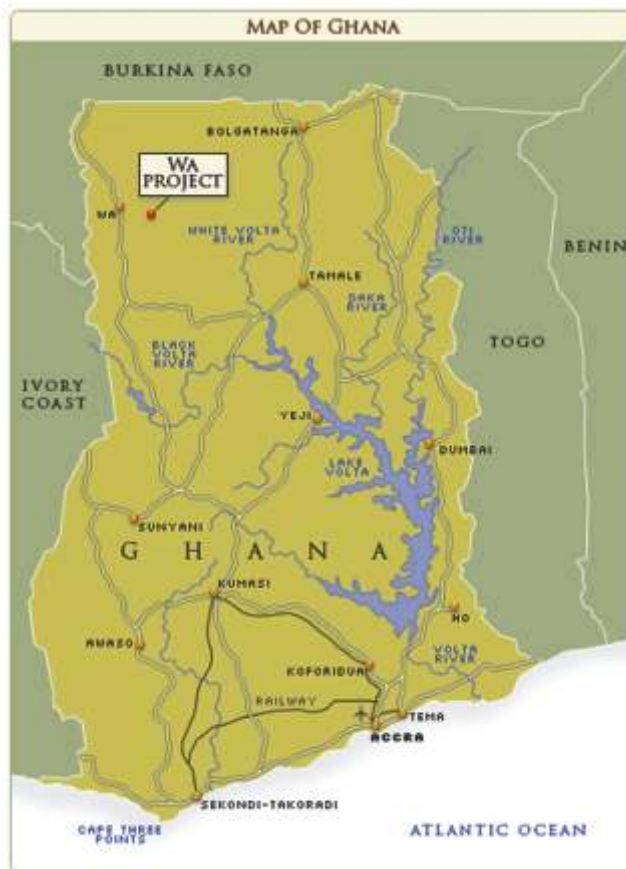 MAP OF GHANA
BURKINA FASO
BOLGATANGA
WA
PROJECT
WA
WHITE VOLTA
RIVER
OTI
RIVER
BENIN
TAMALE
DAKA
RIVER
TOGO
BLACK
VOLTA
RIVER
IVORY
COAST
YEJI
DUMBAI
LAKE
VOLTA
SUNYANI
GHANA
KUMASI
HO
AWASO
VOLTA
RIVER
KOFORIDUA
RAILWAY
TEMA
ACCRA
SEKONDI-TAKORADI
CAPE THREE
POINTS
ATLANTIC OCEAN